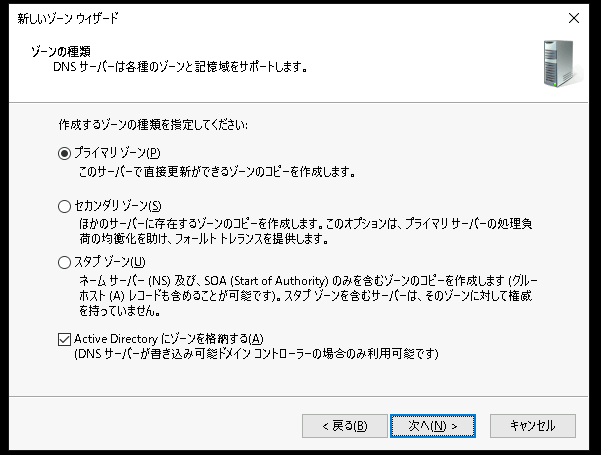 新しいゾーン ウィザード
ゾーンの種類
DNS サーバーは各種のゾーンと記憶域をサポートします。
作成するゾーンの種類を指定してください:
プライマリ ゾーン(P)
このサーバーで直接更新ができるゾーンのコピーを作成します。
セカンダリ ゾーン(S)
ほかのサーバーに存在するゾーンのコピーを作成します。このオプションは、プライマリ サーバーの処理負
荷の均衡化を助け、フォールト トレランスを提供します。
スタブ ゾーン(U)
ネーム サーバー (NS) 及び、SOA (Start of Authority) のみを含むゾーンのコピーを作成します (グルー
ホスト (A) レコードも含めることが可能です)。スタブ ゾーンを含むサーバーは、そのゾーンに対して権威
を持っていません。
Active Directory にゾーンを格納する(A)
(DNS サーバーが書き込み可能ドメイン コントローラーの場合のみ利用可能です)
< 戻る(B) 次へ(N) > キャンセル